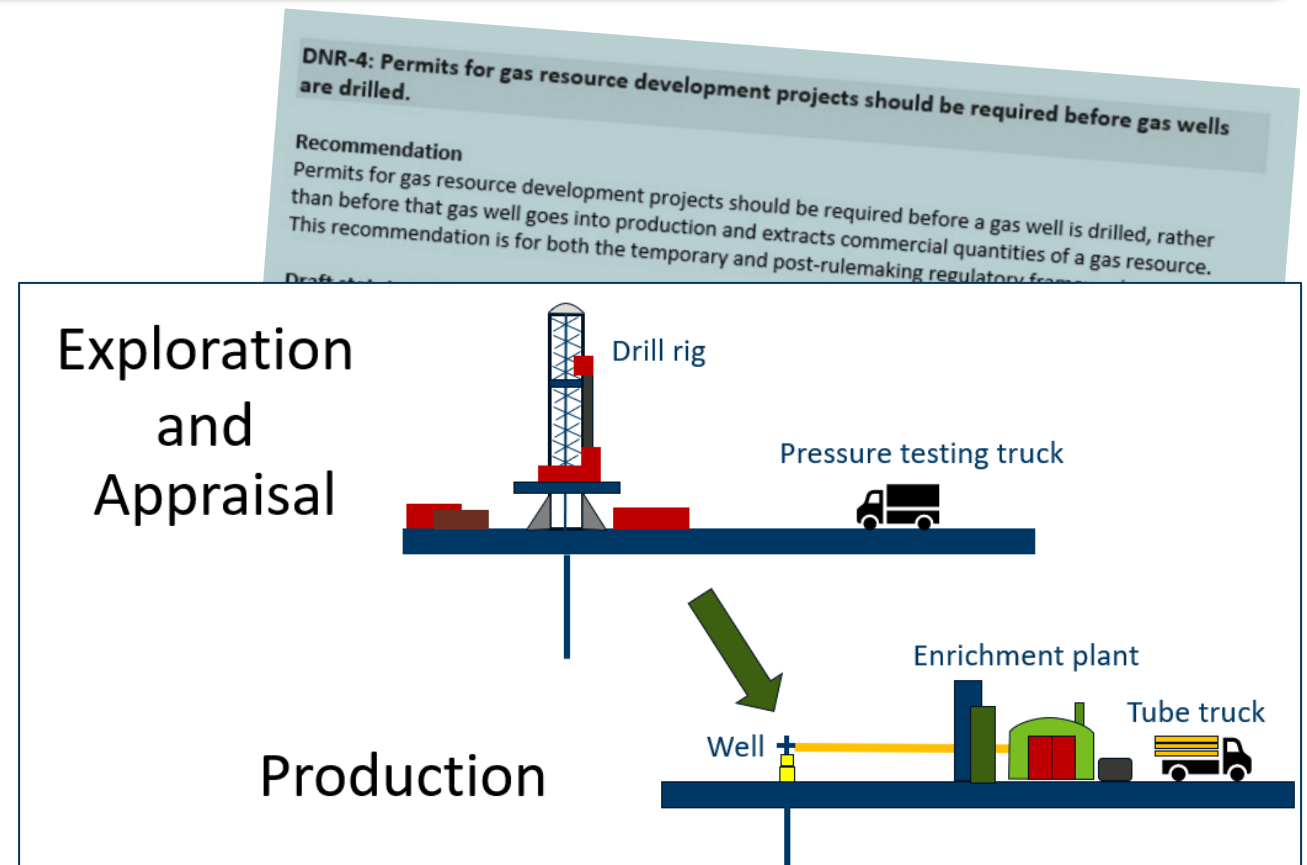 DNR-4: Permits for gas resource development projects should be required before gas wells
are drilled.
Recommendation
Permits for gas resource development projects should be required before a gas well is drilled, rather
than before that gas well goes into production and extracts commercial quantities of a gas resource.
This recommendation is for both the temporary and post-rulemaking regulatory
Draft
Exploration
and
Appraisal
Drill rig
Pressure testing truck
Enrichment plant
Tube truck
Well
Production